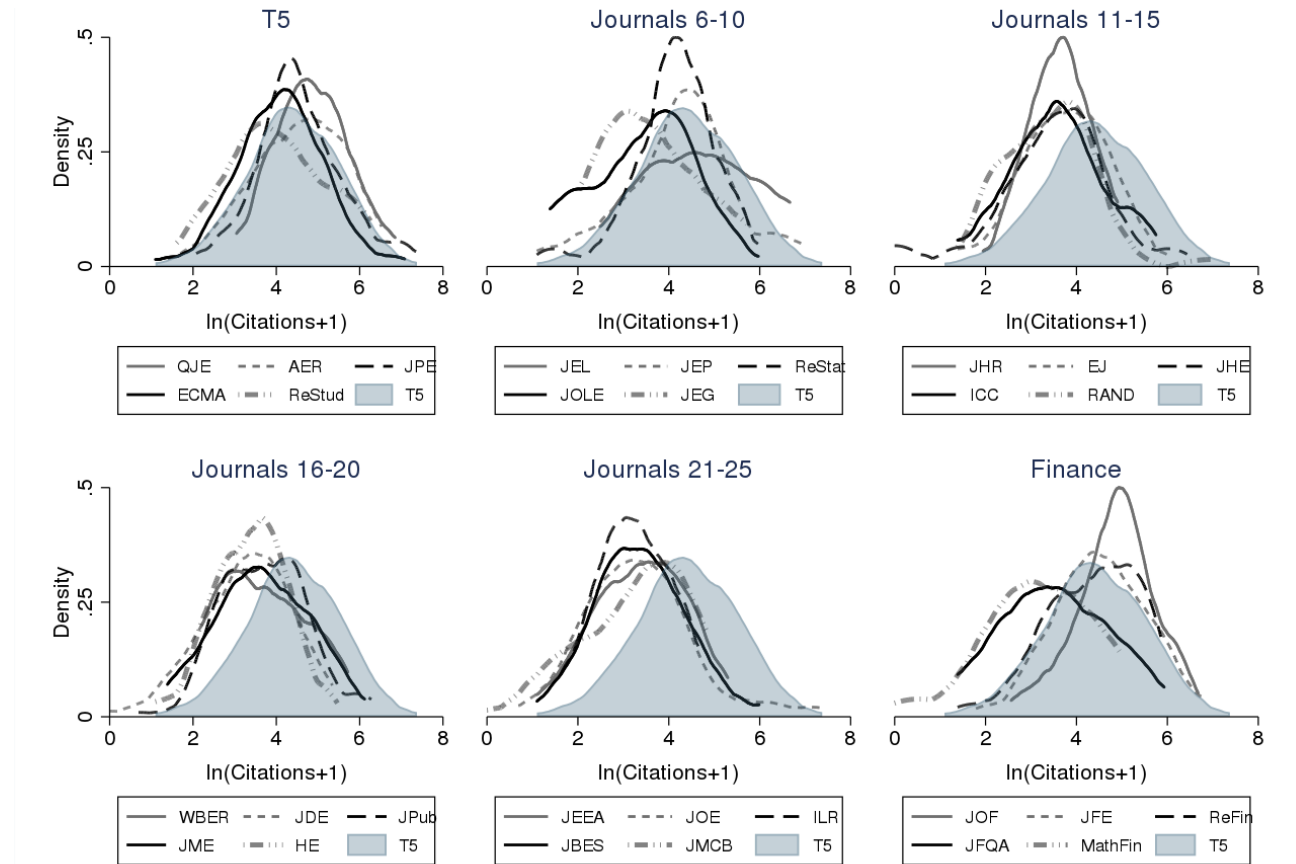 T5 Journals 6-10 Journals 11-15
.5
.25
0
Density
0 2 4 6 8 0 2 4 6 8 0 2 4 6 8
ln(Citations+1) ln(Citations+1) ln(Citations+1)
QJE AER JPE JEL JEP ReStat JHR EJ JHE
ECMA ReStud T5 JOLE JEG T5 ICC RAND T5
Journals 16-20 Journals 21-25 Finance
.5
.25
0
Density
0 2 4 6 8 0 2 4 6 8 0 2 4 6 8
ln(Citations+1) ln(Citations+1) ln(Citations+1)
WBER JDE JPub JEEA JOE ILR JOF JFE ReFin
JME HE T5 JBES JMCB T5 JFQA MathFin T5